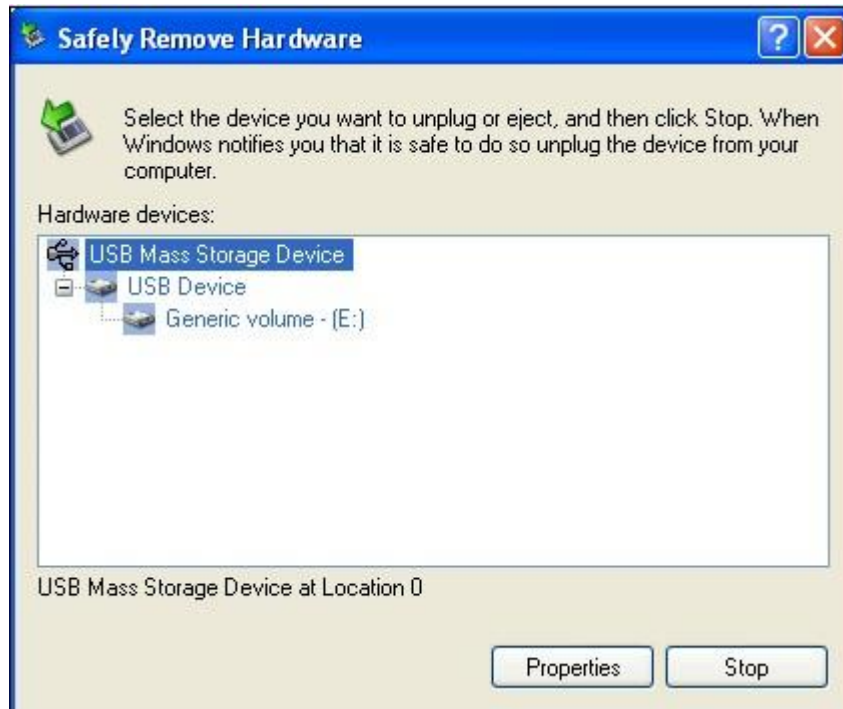 Safely Remove Hardware
Select the device you want to unplug or eject, and then click Stop. When
Windows notifies you that it is safe to do so unplug the device from your
computer.
Hardware devices:
USB Mass Storage Device
USB Device
Generic volume - (E:)
USB Mass Storage Device at Location 0
Properties Stop